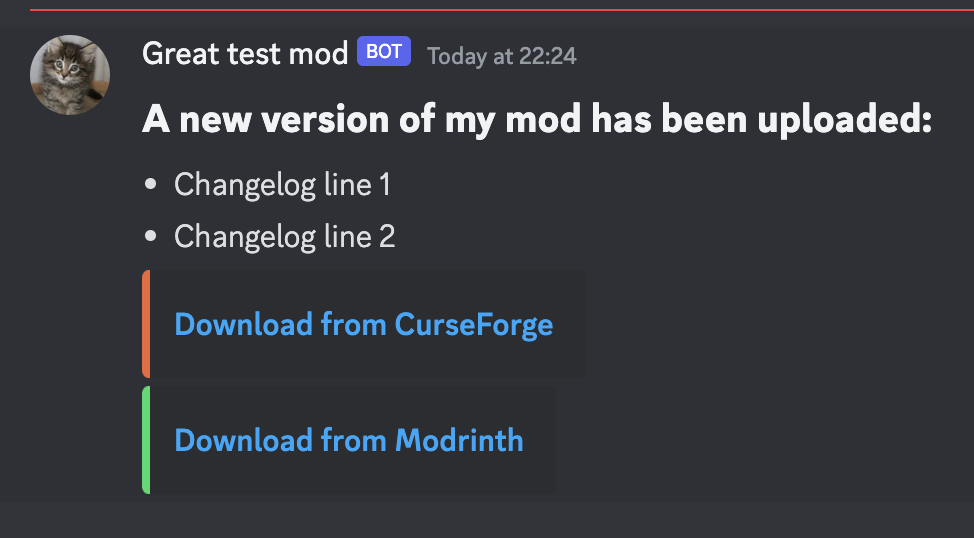 Great test mod BOT Today at 22:24
A new version of my mod has been uploaded:
• Changelog line 1
• Changelog line 2
Download from CurseForge
Download from Modrinth